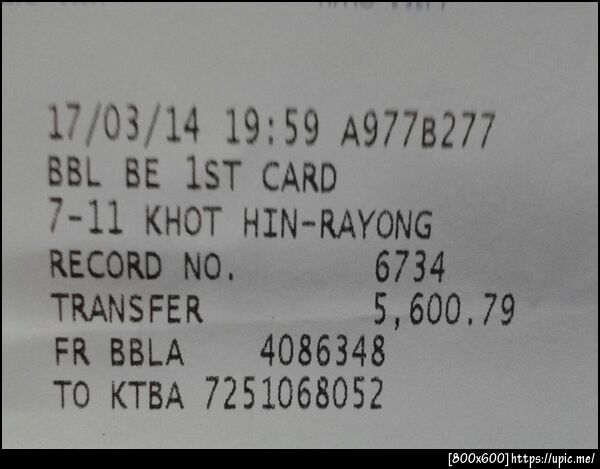 17/03/14 19:59 A977B277
BBL BE 1ST CARD
7-11 KHOT HIN-RAYONG
RECORD NO. 6734
TRANSFER 5,600.79
FR BBLA 4086348
TO KTBA 7251068052
[800x600]https://upic.me/